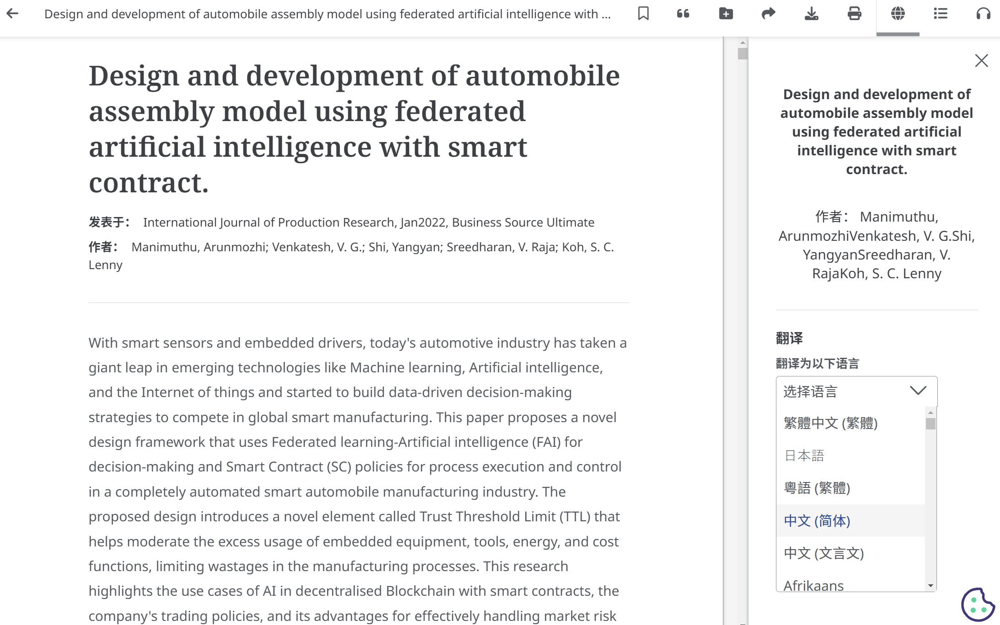 Design and development of automobile assembly model using federated artificial intelligence with ...
Design and development of automobile
assembly model using federated
artificial intelligence with smart
contract.
发表于： International Journal of Production Research, Jan2022, Business Source Ultimate
作者： Manimuthu, Arunmozhi; Venkatesh, V. G.; Shi, Yangyan; Sreedharan, V. Raja; Koh, S. C.
Lenny
With smart sensors and embedded drivers, today's automotive industry has taken a
giant leap in emerging technologies like Machine learning, Artificial intelligence,
and the Internet of things and started to build data-driven decision-making
strategies to compete in global smart manufacturing. This paper proposes a novel
design framework that uses Federated learning-Artificial intelligence (FAI) for
decision-making and Smart Contract (SC) policies for process execution and control
in a completely automated smart automobile manufacturing industry. The
proposed design introduces a novel element called Trust Threshold Limit (TTL) that
helps moderate the excess usage of embedded equipment, tools, energy, and cost
functions, limiting wastages in the manufacturing processes. This research
highlights the use cases of AI in decentralised Blockchain with smart contracts, the
company's trading policies, and its advantages for effectively handling market risk
Design and development of
automobile assembly model
using federated artificial
intelligence with smart
contract.
作者： Manimuthu,
ArunmozhiVenkatesh, V. G.Shi,
YangyanSreedharan, V.
RajaKoh, S. C. Lenny
翻译
翻译为以下语言
选择语言
繁體中文 (繁體)
日本語
粵語 (繁體)
中文 (简体)
中文 (文言文)
Afrikaans